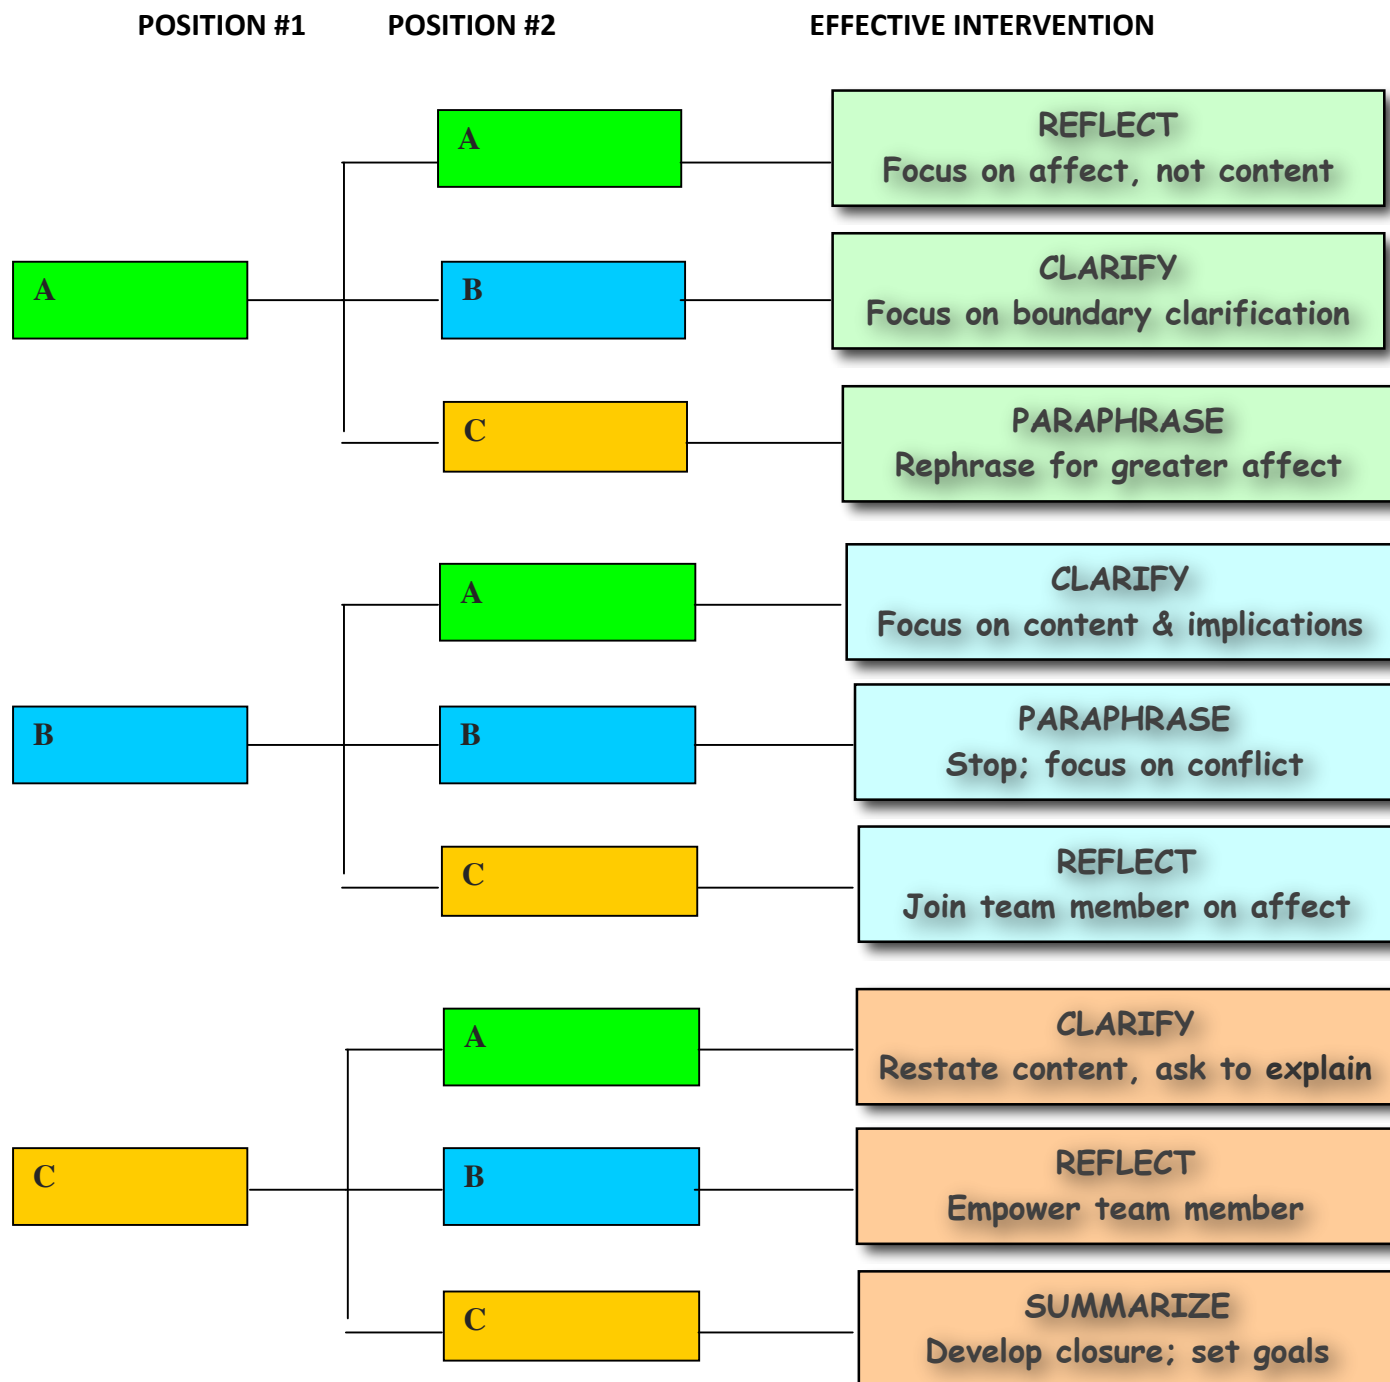 POSITION #1 POSITION #2 EFFECTIVE INTERVENTION
A
REFLECT
Focus on affect, not content
A
B
CLARIFY
Focus on boundary clarification
C
PARAPHRASE
Rephrase for greater affect
A
CLARIFY
Focus on content & implications
B
B
PARAPHRASE
Stop; focus on conflict
C
REFLECT
Join team member on affect
A
CLARIFY
Restate content, ask to explain
C
B
REFLECT
Empower team member
C
SUMMARIZE
Develop closure; set goals